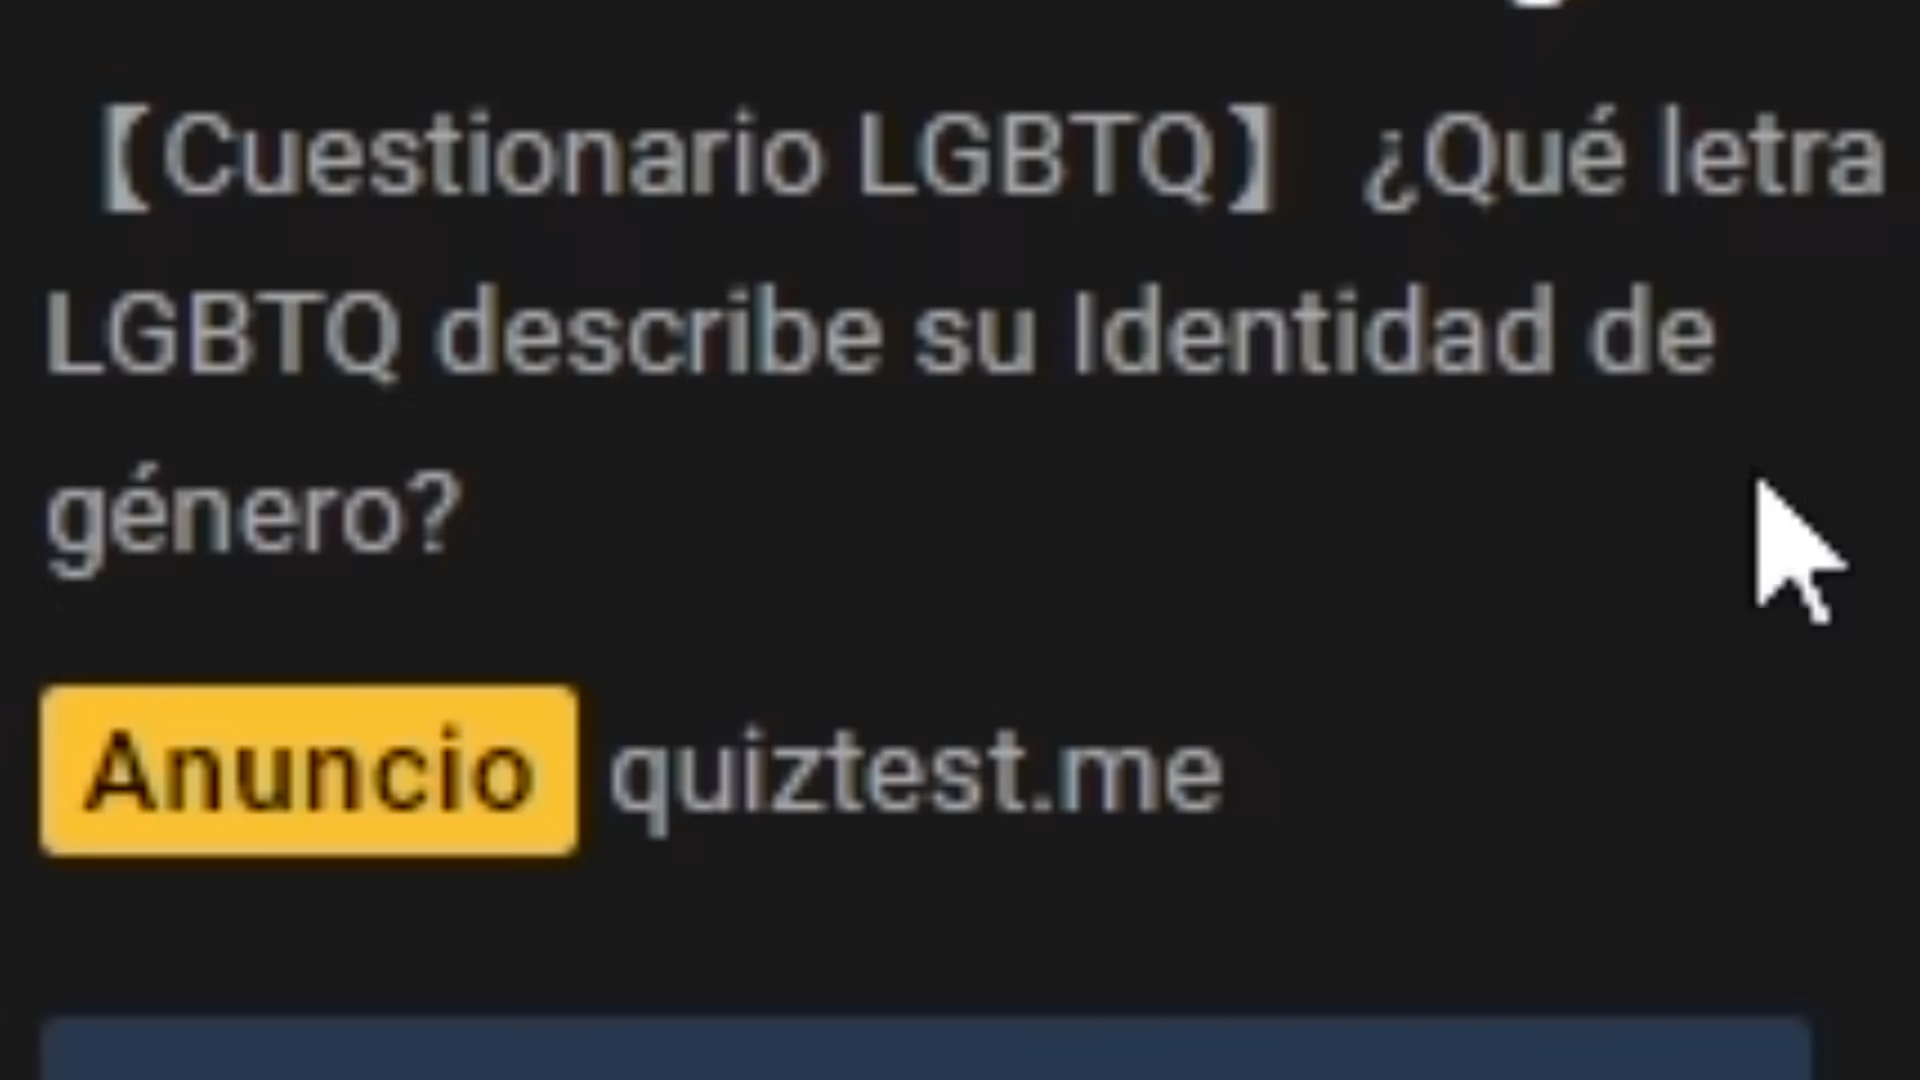 【Cuestionario LGBTQ】 ¿Qué letra
LGBTQ describe su Identidad de
género?
Anuncio quiztest.me